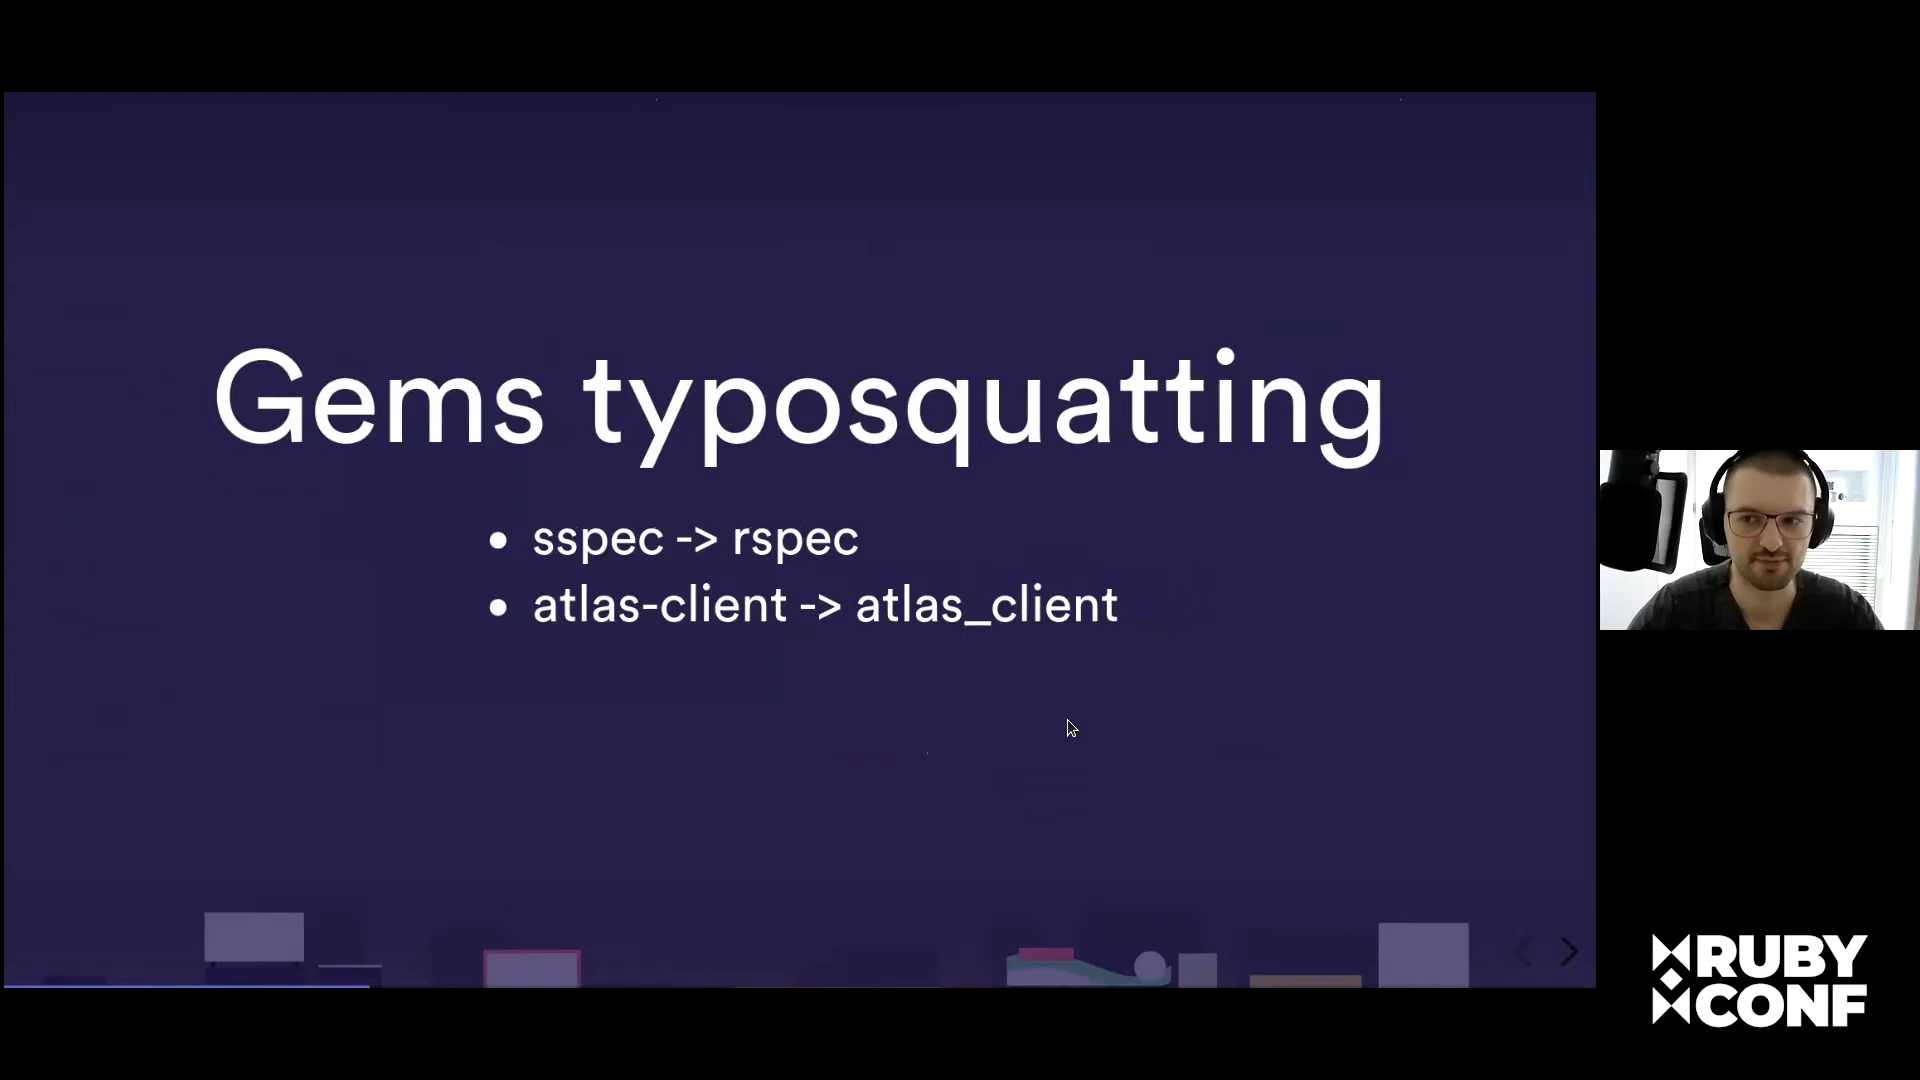 Gems typosquatting
• sspec -> rspec
• atlas-client -> atlas_client
RUBY
CONF